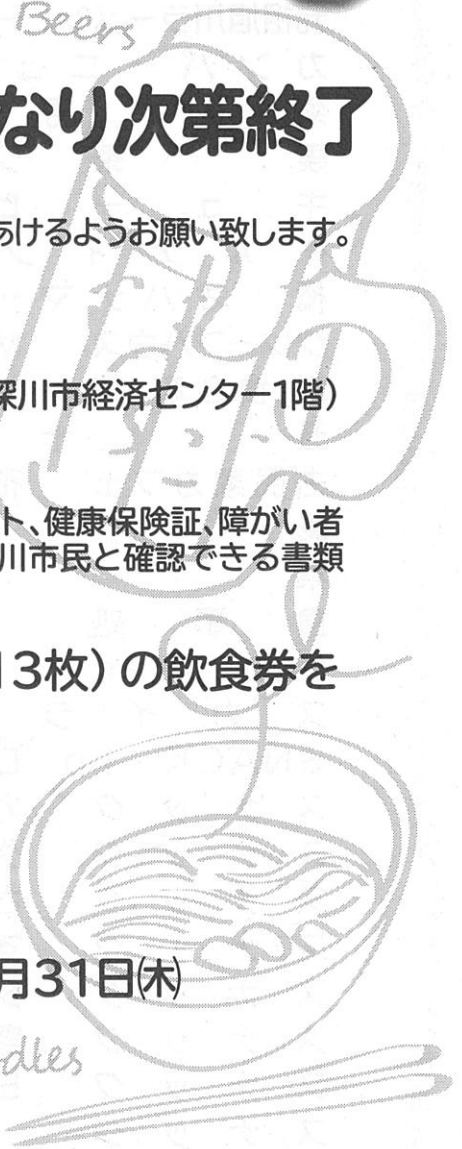 Beers
なり次第終了
あけるようお願い致します。
深川市経済センター1階）
ト、健康保険証、障がい者
川市民と確認できる書類
13枚）の飲食券を
月31日㈭
dles